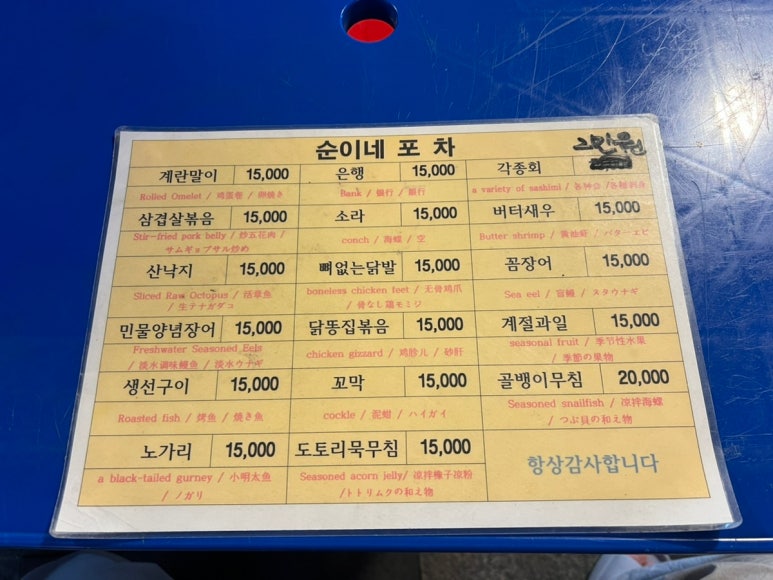 순이네 포 차
계란말이 15,000
Rolled Omelet / 鸡蛋卷 / 卵焼き
은행 15,000
Bank / 銀行 / 銀行
각종회 2만원
a variety of sashimi /
삼겹살볶음 15,000
Stir-fried pork belly / 炒五花肉 /
サムギョプサル炒め
소라 15,000
conch / 海螺 / 空
버터새우 15,000
Butter shrimp / 黄油虾 / バターエビ
산낙지 15,000
Sliced Raw Octopus / 活章鱼
/ 生テナガダコ
뼈없는닭발 15,000
boneless chicken feet / 无骨鸡爪
/ 骨なし鶏モミジ
꼼장어 15,000
Sea eel / 盲鳗 / ヌタウナギ
민물양념장어 15,000
Freshwater Seasoned Eels
/ 淡水调味鳗鱼 / 淡水ウナギ
닭똥집볶음 15,000
chicken gizzard / 鸡胗儿 / 砂肝
계절과일 15,000
seasonal fruit / 季节性水果
/ 季節の果物
생선구이 15,000
Roasted fish / 烤鱼 / 焼き魚
꼬막 15,000
cockle / 泥蚶 / ハイガイ
골뱅이무침 20,000
Seasoned snailfish / 凉拌海螺
/ つぶ貝の和え物
노가리 15,000
a black-tailed gurney / 小明太鱼
/ ノガリ
도토리묵무침 15,000
Seasoned acorn jelly/ 凉拌橡子凉粉
/トトリムクの和え物
항상감사합니다